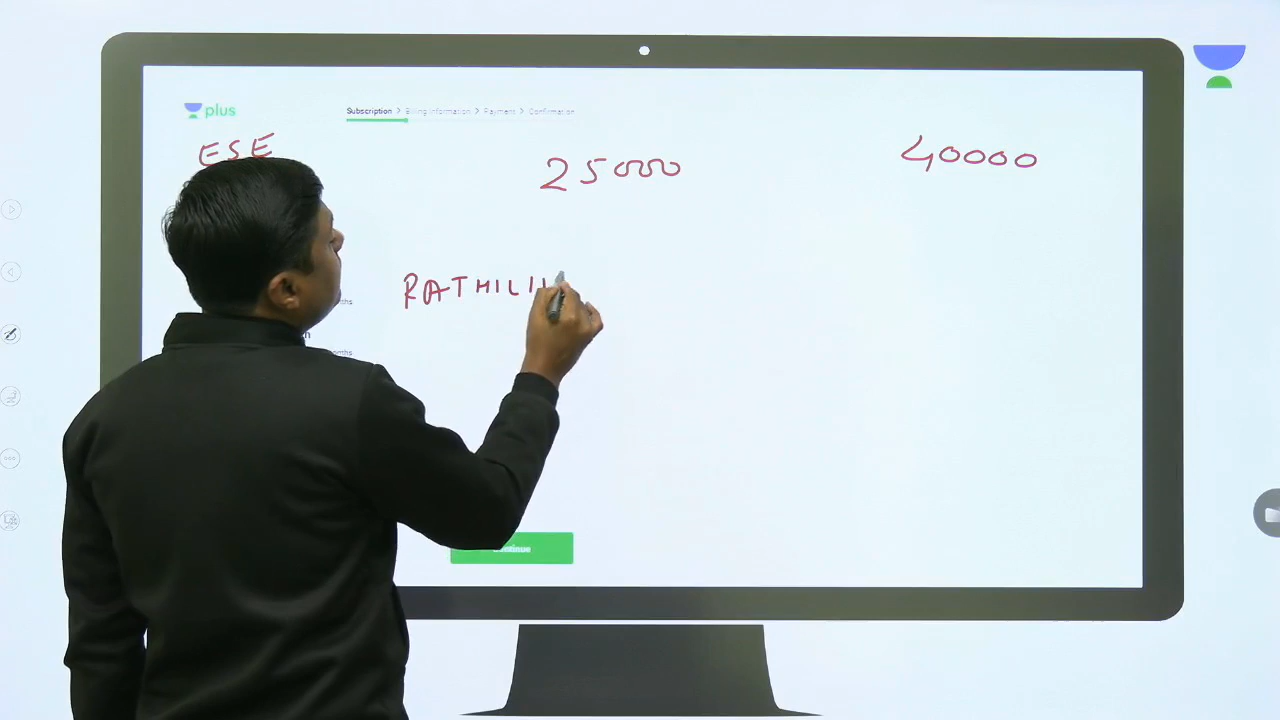 plus
Subscription > Billing Information > Payment > Confirmation
ESE
25000
40000
RATHILI